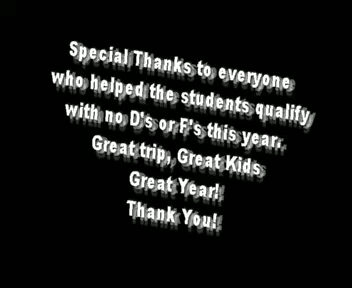 Special Thanks to everyone
who helped the students qualify
with no D's or F's this year.
Great trip, Great Kids
Great Year!
Thank You!